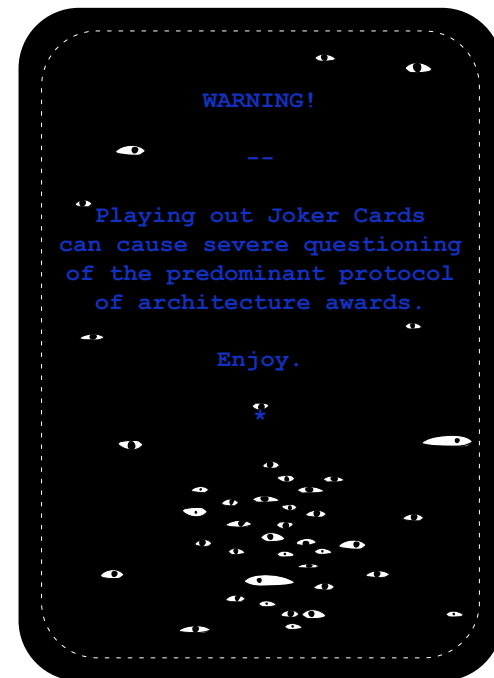 WARNING!
--
Playing out Joker Cards
can cause severe questioning
of the predominant protocol
of architecture awards.
Enjoy.
*